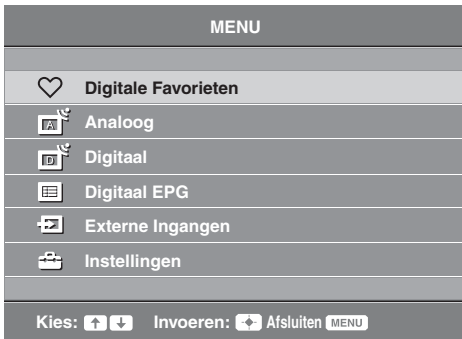 MENU
Digitale Favorieten
A Analoog
D Digitaal
Digitaal EPG
Externe Ingangen
Instellingen
Kies: ↑ ↓ Invoeren: Afsluiten MENU